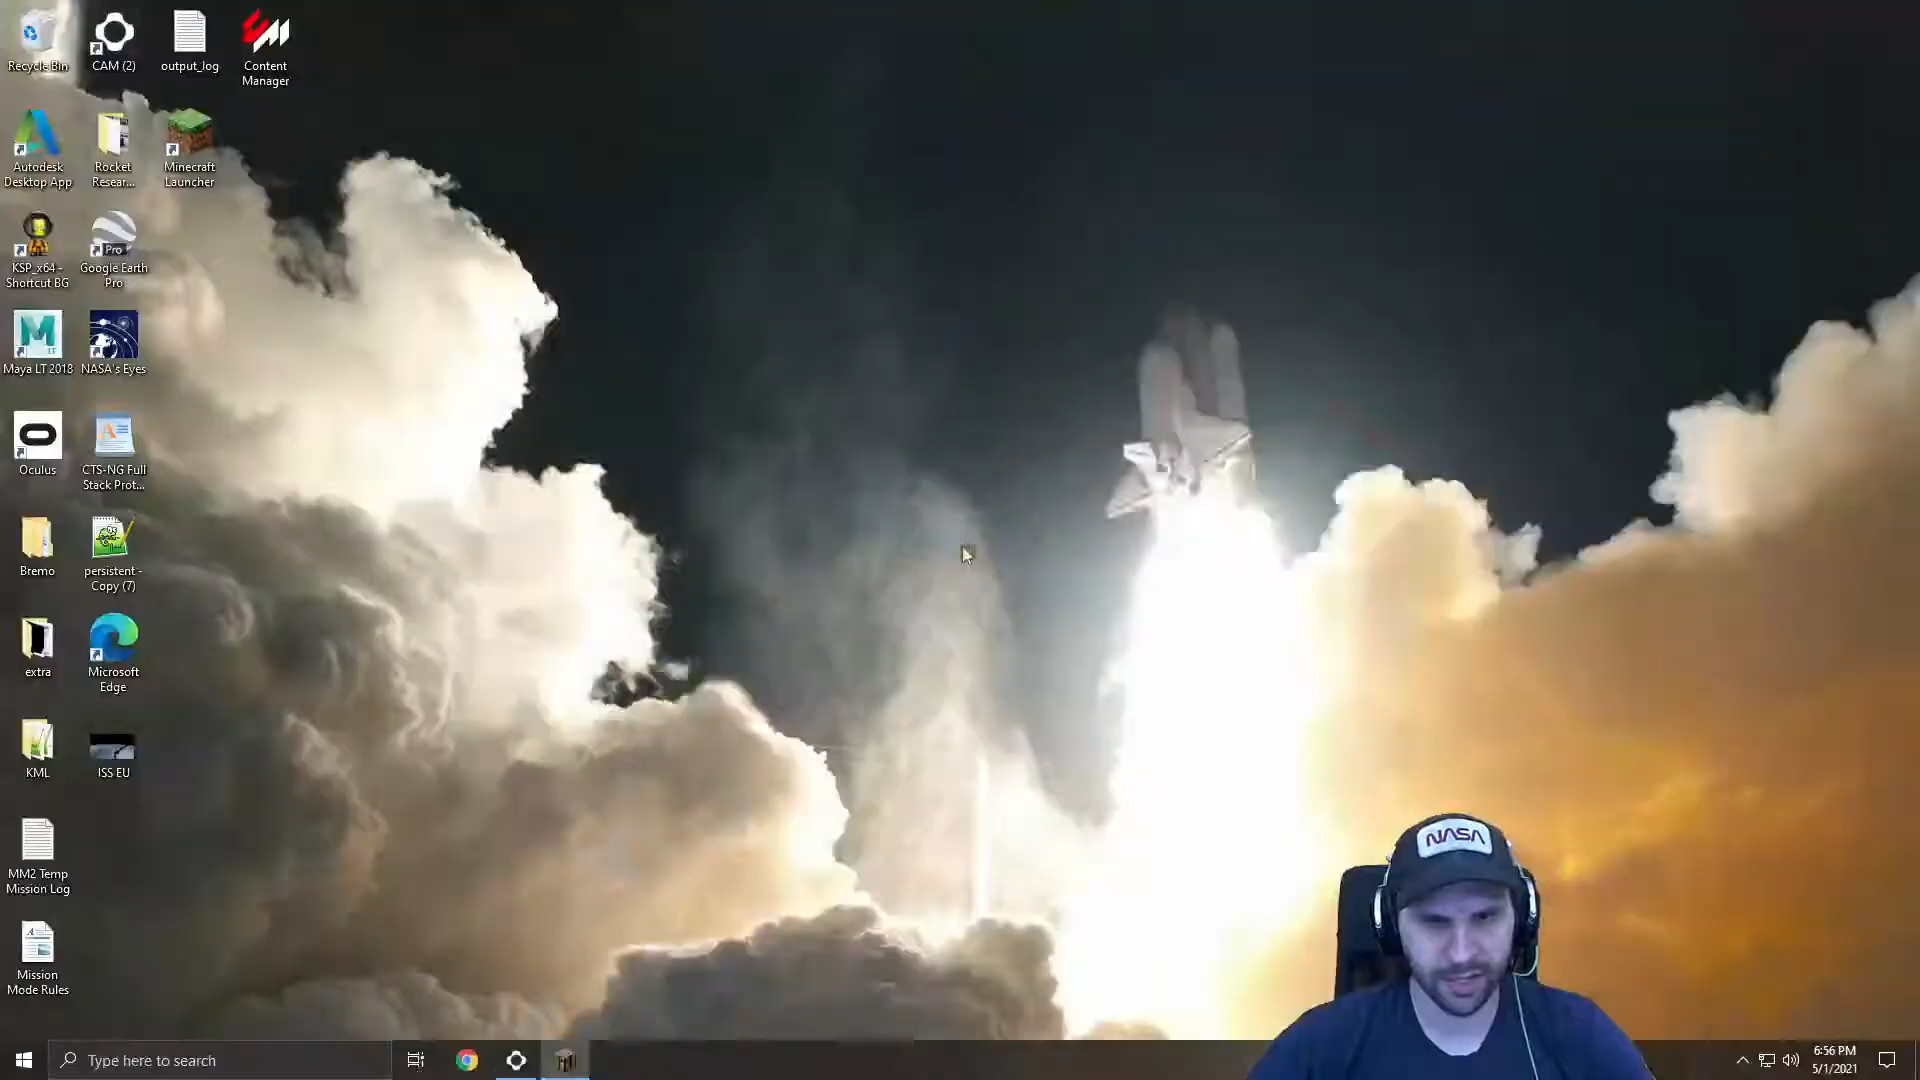 Recycle Bin
CAM (2)
output_log
Content
Manager
Autodesk
Desktop App
Rocket
Resear...
Minecraft
Launcher
KSP_x64 -
Shortcut BG
Pro
Google Earth
Pro
LT
Maya LT 2018
NASA's Eyes
Oculus
CTS-NG Full
Stack Prot...
Bremo
persistent -
Copy (7)
extra
Microsoft
Edge
KML
ISS EU
MM2 Temp
Mission Log
Mission
Mode Rules
NASA
Type here to search
6:56 PM
5/1/2021